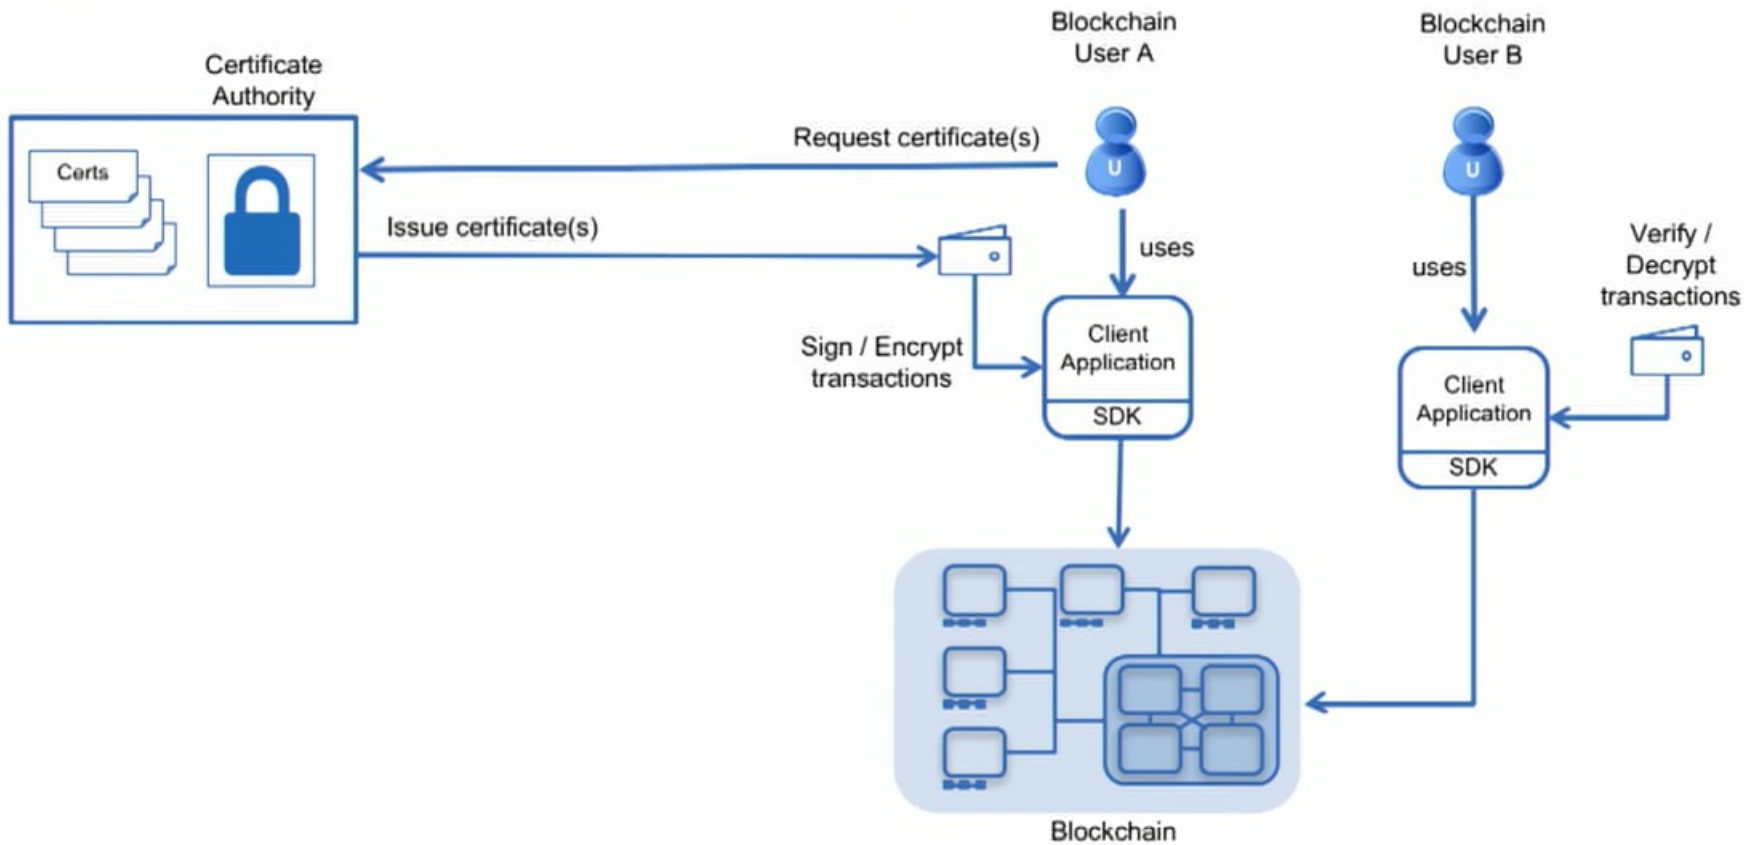 Blockchain
User A
Blockchain
User B
Certificate
Authority
Certs
Request certificate(s)
Issue certificate(s)
U
U
uses
uses
Verify /
Decrypt
transactions
Sign / Encrypt
transactions
Client
Application
SDK
Client
Application
SDK
Blockchain